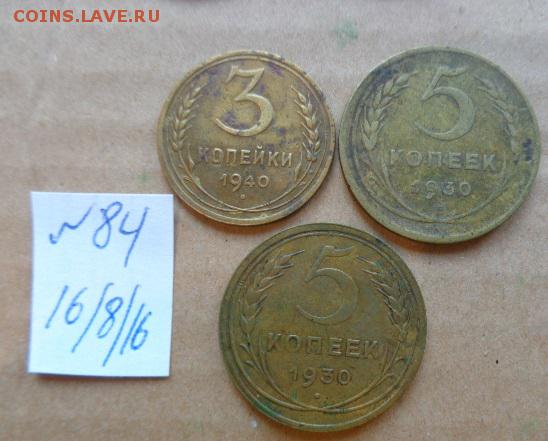 COINS.LAVE.RU
3
КОПЕЙКИ
1940
5
КОПЕЕК
1930
№84
16/8/16
5
КОПЕЕК
1930